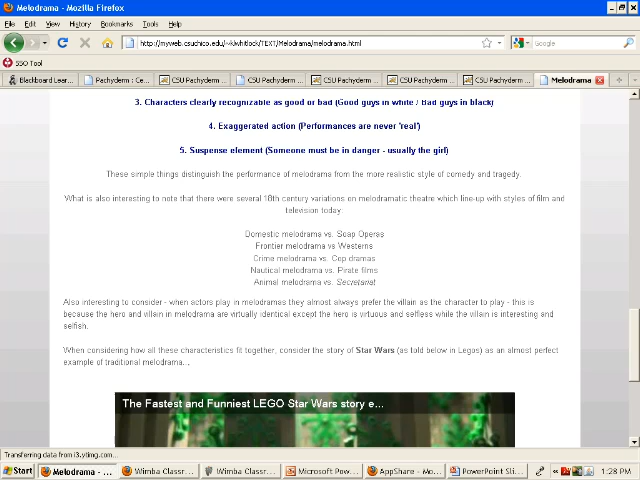 Melodrama - Mozilla Firefox
File Edit View History Bookmarks Tools Help
http://myweb.csuchico.edu/~kwhitlock/TEXT/Melodrama/melodrama.html
Google
SSO Tool
Blackboard Lear... Pachyderm : Ce... CSU Pachyderm CSU Pachyderm CSU Pachyderm CSU Pachyderm Melodrama
3. Characters clearly recognizable as good or bad (Good guys in white / Bad guys in black)
4. Exaggerated action (Performances are never 'real')
5. Suspense element (Someone must be in danger - usually the girl)
These simple things distinguish the performance of melodrama from the more realistic style of comedy and tragedy.
What is also interesting to note that there were several 18th century variations on melodramatic theatre which line-up with styles of film and
television today:
Domestic melodrama vs. Soap Operas
Frontier melodrama vs Westerns
Crime melodrama vs. Cop dramas
Nautical melodrama vs. Pirate films
Animal melodrama vs. Secretariat
Also interesting to consider - when actors play in melodramas they almost always prefer the villain as the character to play - this is
because the hero and villain in melodrama are virtually identical except the hero is virtuous and selfless while the villain is interesting and
selfish.
When considering how all these characteristics fit together, consider the story of Star Wars (as told below in Legos) as an almost perfect
example of traditional melodrama...
The Fastest and Funniest LEGO Star Wars story e...
Transferring data from i3.ytimg.com...
Start Melodrama - ... Wimba Classr... Wimba Classr... Microsoft Pow... AppShare - Mo... PowerPoint Sli... 1:28 PM